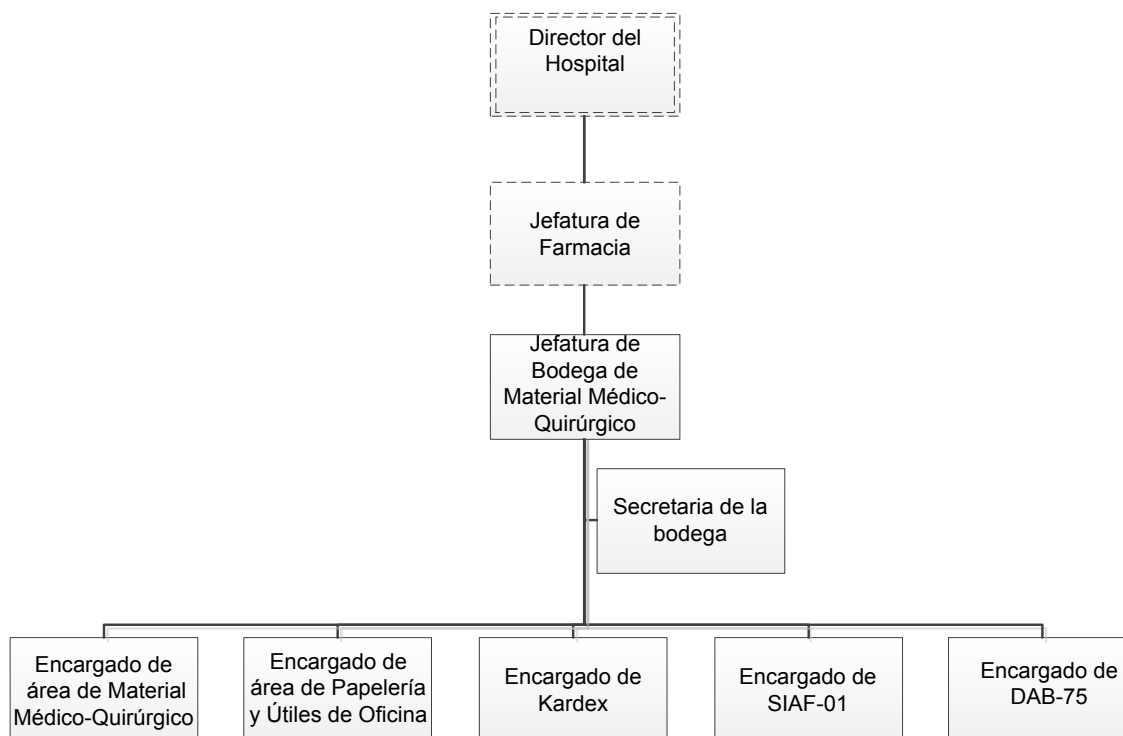 Director del
Hospital
Jefatura de
Farmacia
Jefatura de
Bodega de
Material Médico-
Quirúrgico
Secretaria de la
bodega
Encargado de
área de Material
Médico-Quirúrgico
Encargado de
área de Papelería
y Útiles de Oficina
Encargado de
Kardex
Encargado de
SIAF-01
Encargado de
DAB-75